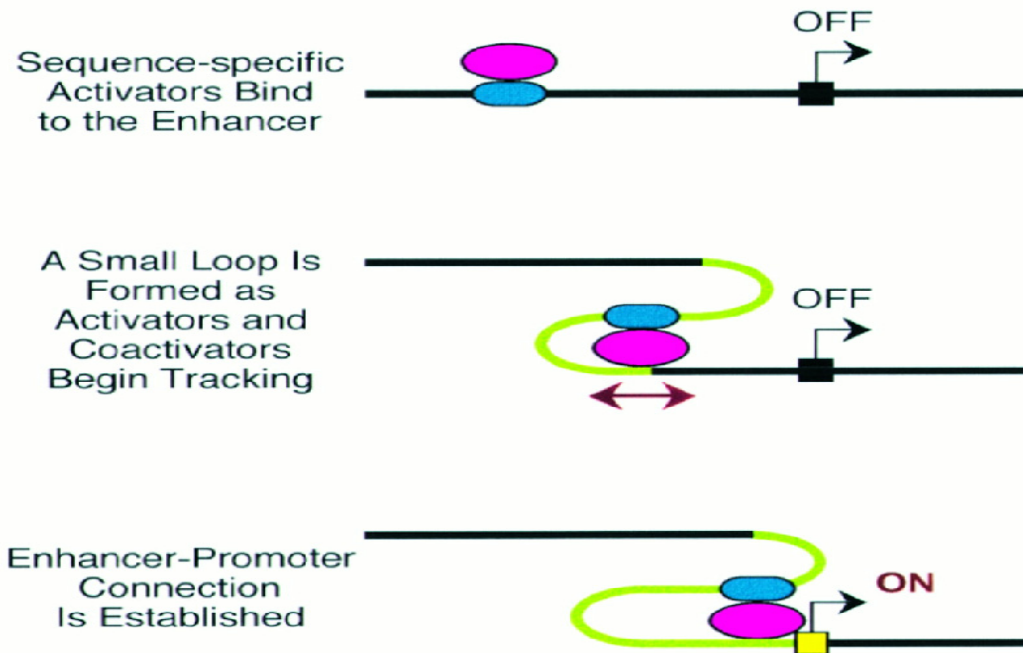 OFF
Sequence-specific
Activators Bind
to the Enhancer
A Small Loop Is
Formed as
Activators and
Coactivators
Begin Tracking
OFF
Enhancer-Promoter
Connection
Is Established
ON